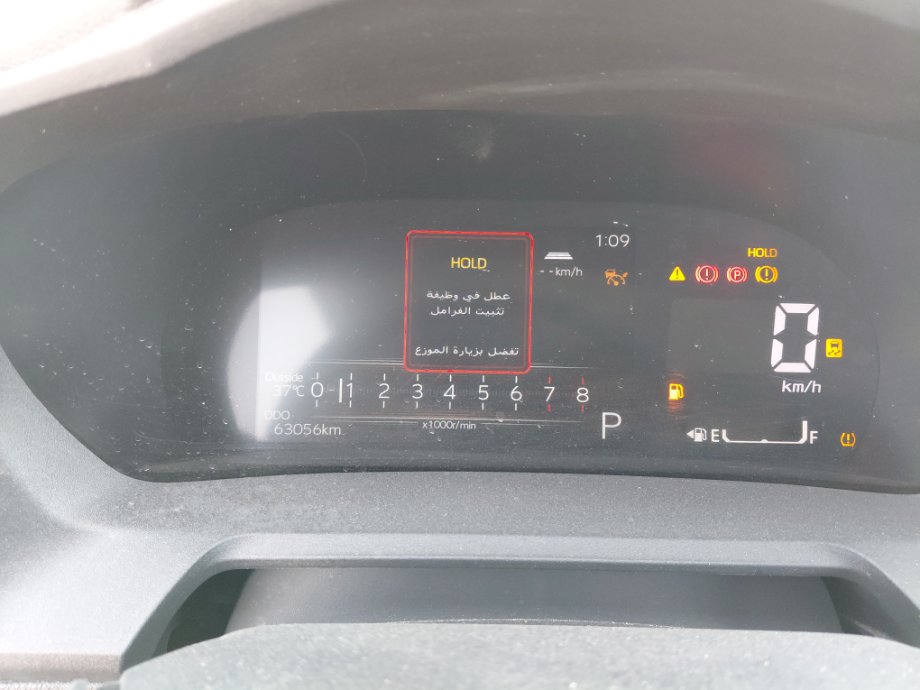 1:09
HOLD
HOLD
--km/h
عطل في وظيفة
تثبيت الفرامل
تفضل بزيارة الموزع
0
km/h
Outside
37°C
0 1 2 3 4 5 6 7 8
x1000r/min
ODO
63056km
P
E F